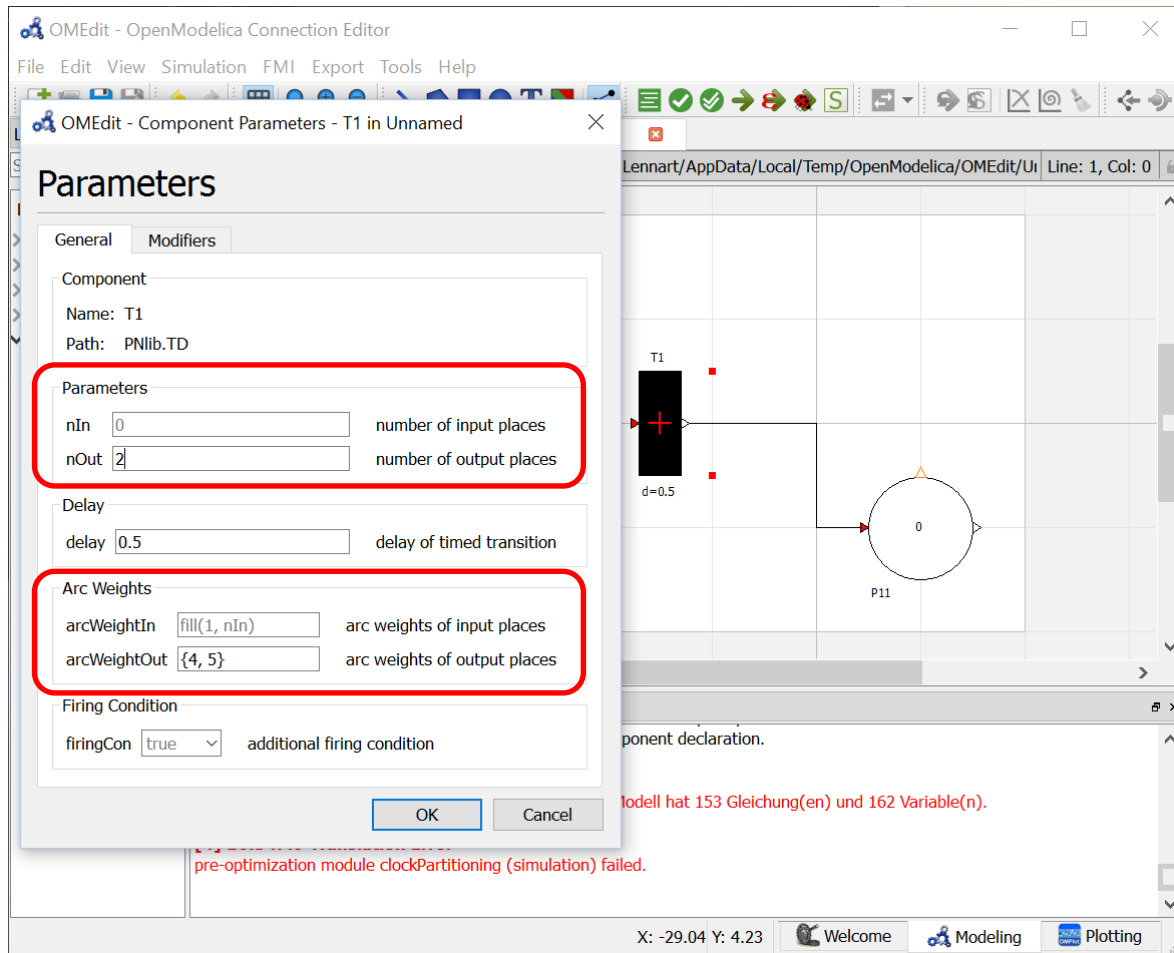 OMEdit - OpenModelica Connection Editor
File Edit View Simulation FMI Export Tools Help
OMEdit - Component Parameters - T1 in Unnamed
Parameters
General Modifiers
Component
Name: T1
Path: PNlib.TD
Parameters
nIn 0 number of input places
nOut 2 number of output places
Delay
delay 0.5 delay of timed transition
Arc Weights
arcWeightIn fill(1, nIn) arc weights of input places
arcWeightOut {4, 5} arc weights of output places
Firing Condition
firingCon true additional firing condition
OK Cancel
Lennart/AppData/Local/Temp/OpenModelica/OMEdit/U Line: 1, Col: 0
T1
d=0.5
0
P11
ponent declaration.
Modell hat 153 Gleichung(en) und 162 Variable(n).
pre-optimization module clockPartitioning (simulation) failed.
X: -29.04 Y: 4.23 Welcome Modeling Plotting